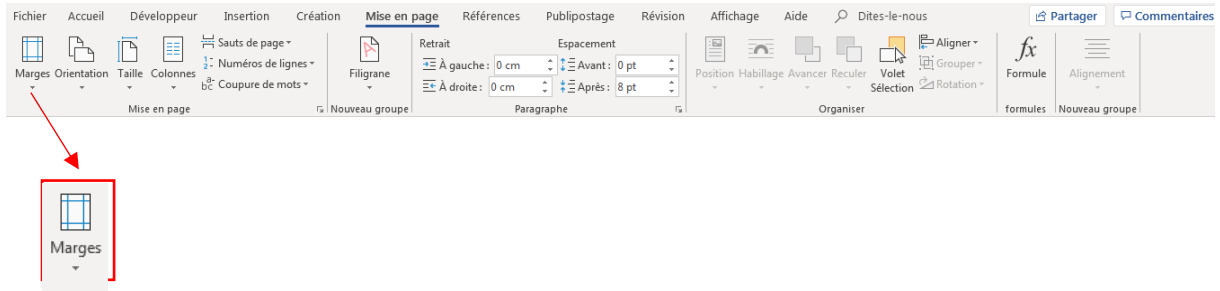 Fichier Accueil Développeur Insertion Création Mise en page Références Publipostage Révision Affichage Aide Dites-le-nous Partager Commentaires
Sauts de page
Numéros de lignes
Coupure de mots
Marges Orientation Taille Colonnes
Mise en page
Filigrane
Nouveau groupe
Retrait Espacement
À gauche : 0 cm Avant : 0 pt
À droite : 0 cm Après : 8 pt
Paragraphe
Position Habillage Avancer Reculer Volet
Sélection
Aligner
Grouper
Rotation
Organiser
fx
Formule
formules
Alignement
Nouveau groupe
Marges